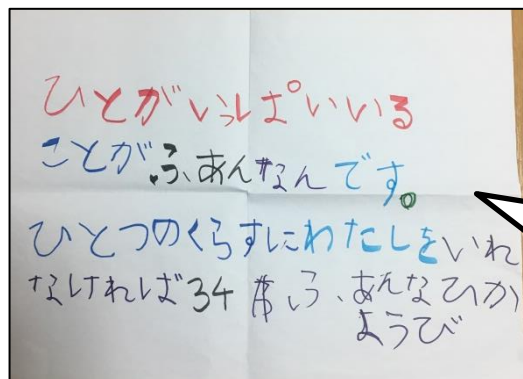 ひとがいっぱいいる
ことがふあんなんです。
ひとつのくらすにわたしをいれ
なければ34 ふあんなひか
ようび